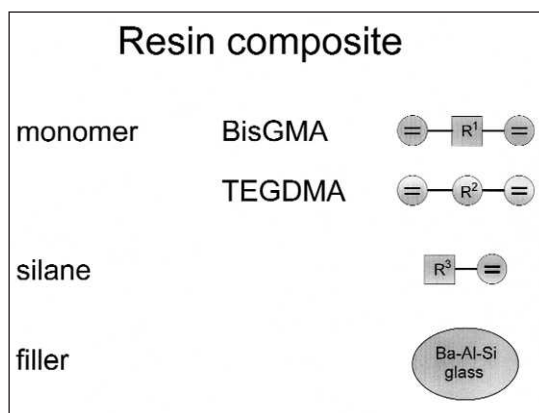 Resin composite
monomer BisGMA = R¹ =
TEGDMA = R² =
silane R³ =
filler Ba-Al-Si
glass